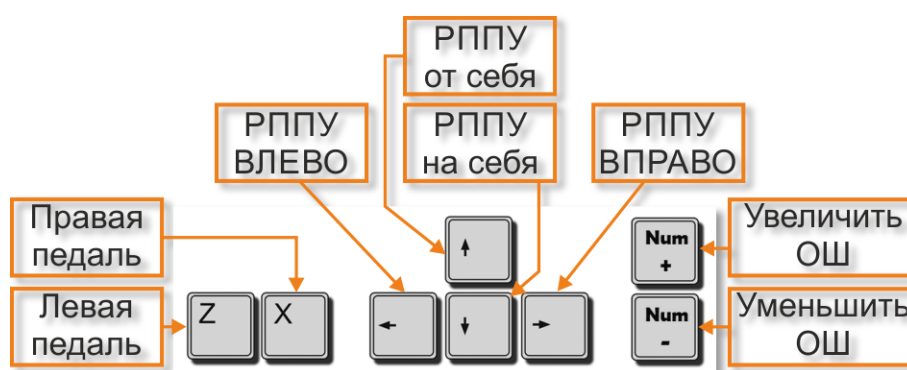 РППУ
от себя
РППУ
ВЛЕВО
РППУ
на себя
РППУ
ВПРАВО
Правая
педаль
Num
+
Увеличить
ОШ
Левая
педаль
Z
X
Num
-
Уменьшить
ОШ